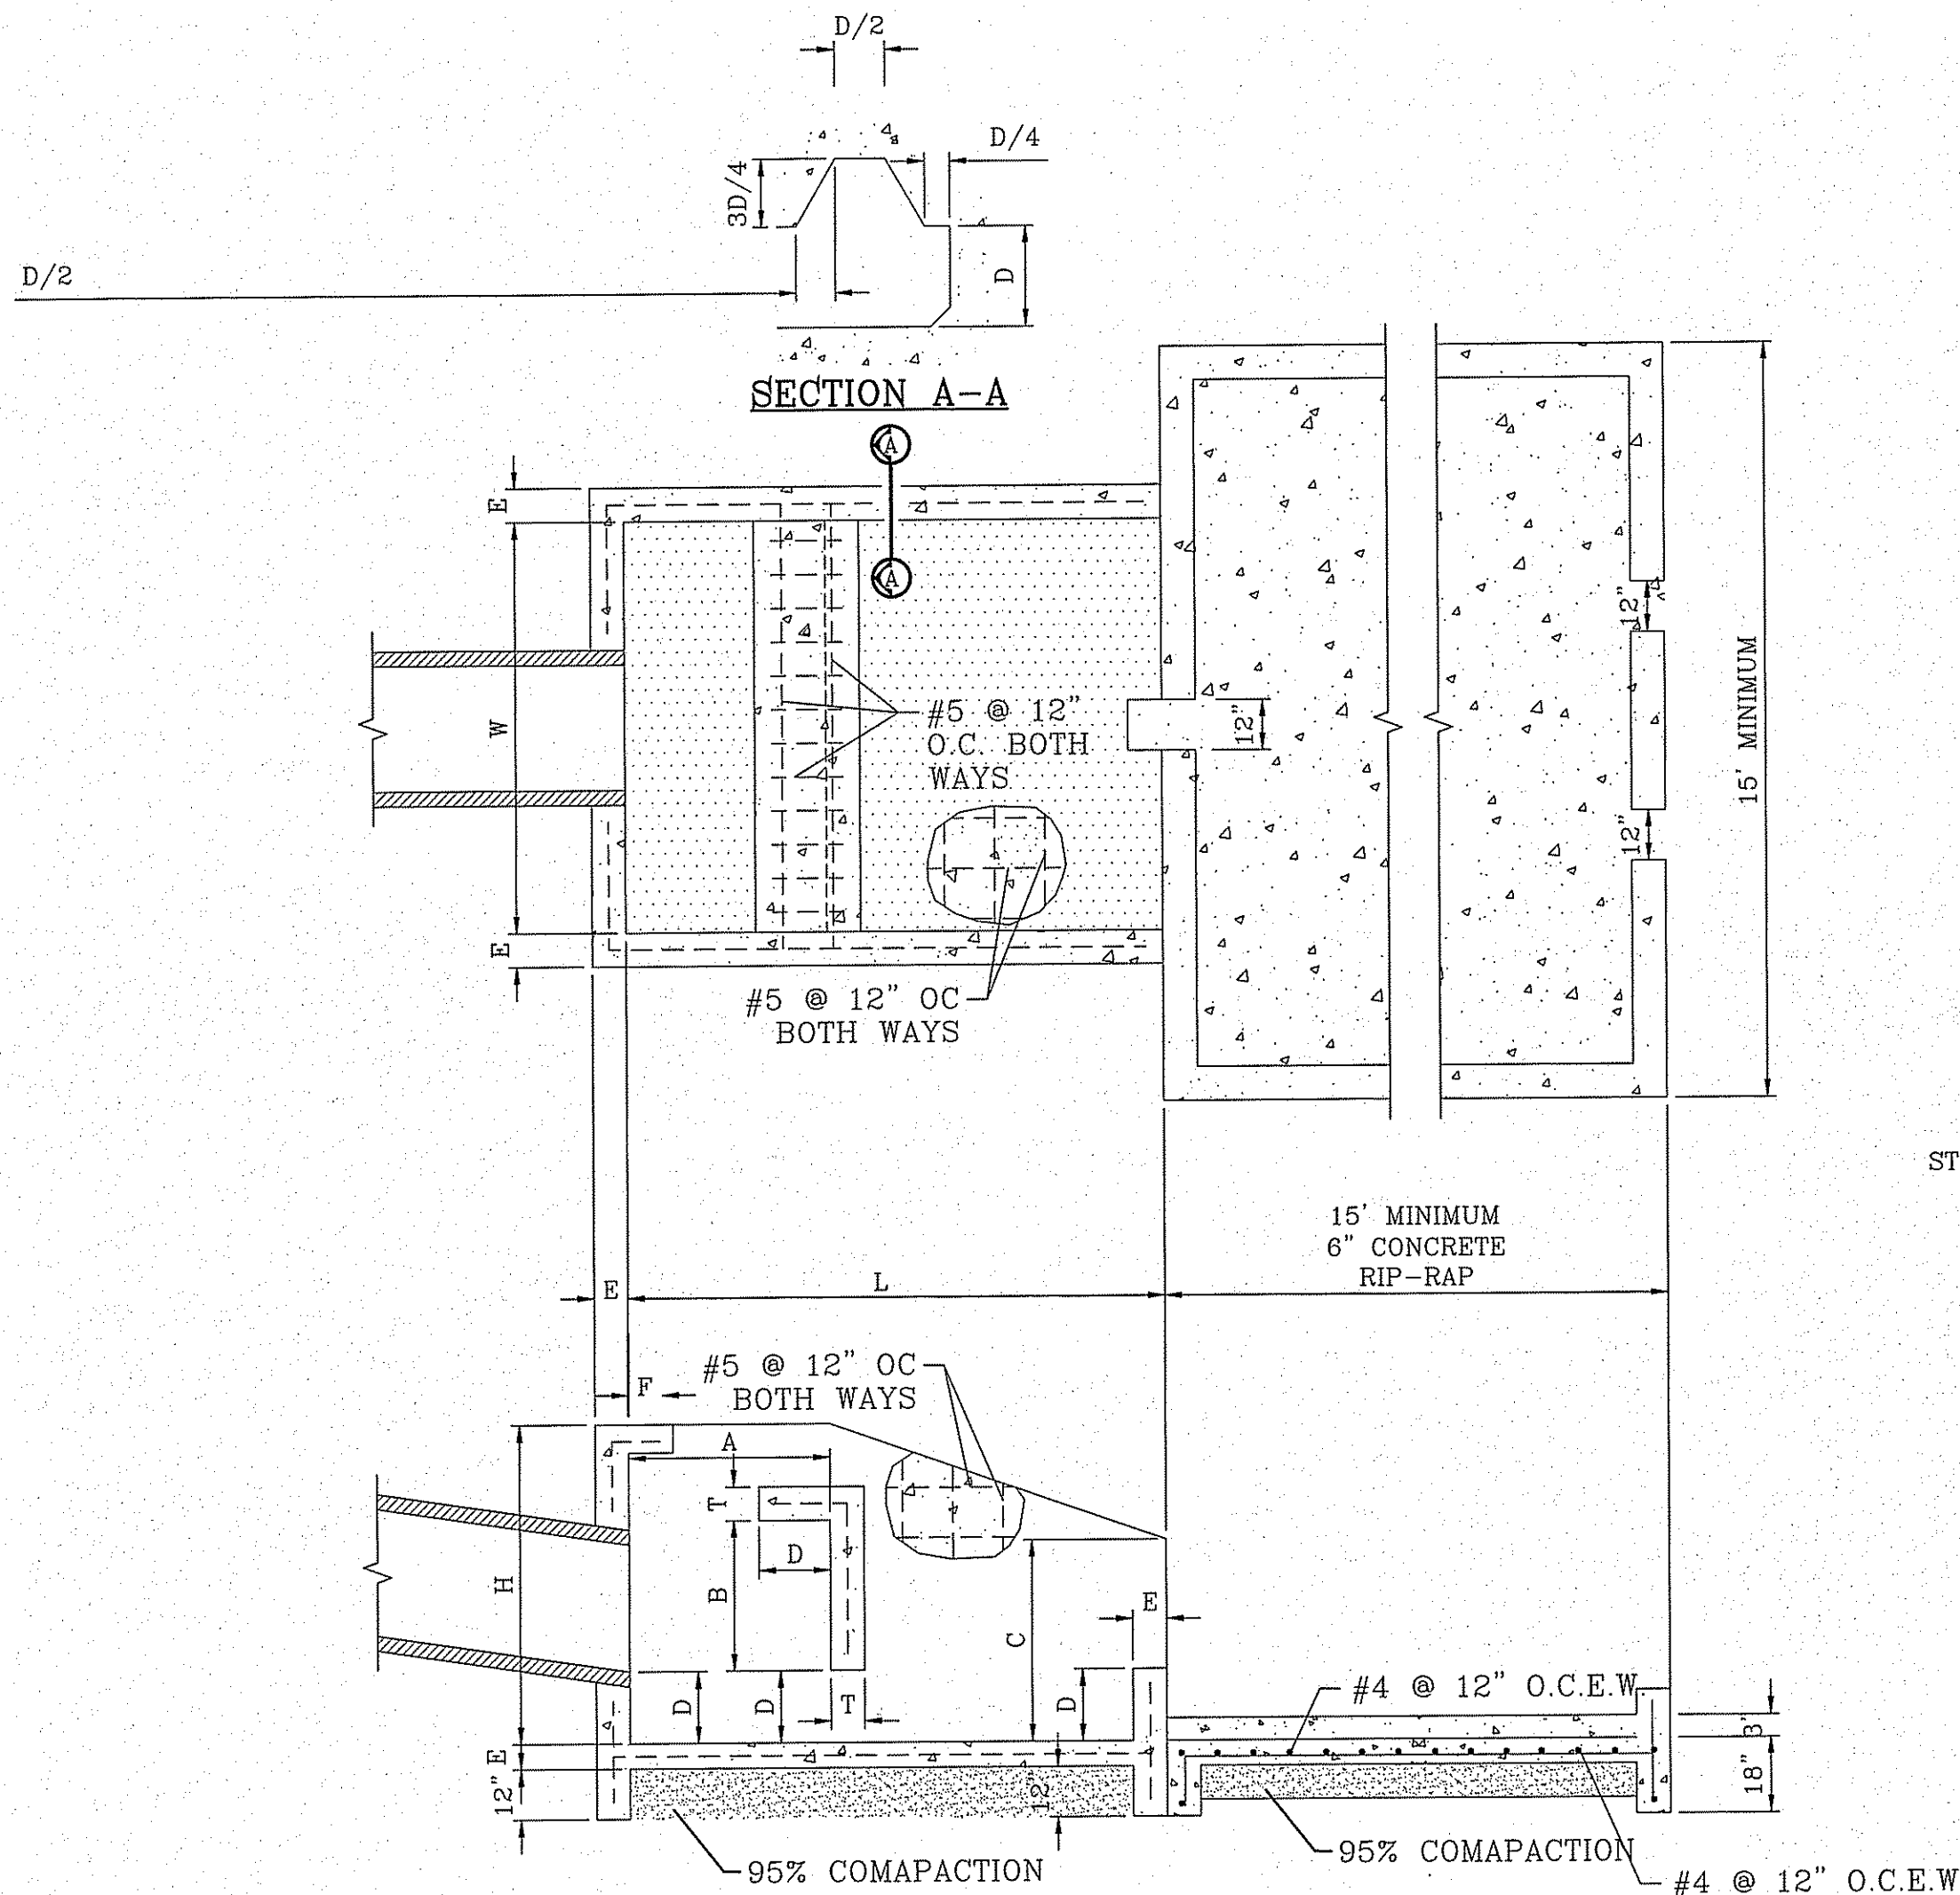 D/2
D/4
3D/4
D/2
D
SECTION A-A
A
A
E
W
E
#5 @ 12"
O.C. BOTH
WAYS
12"
12"
12"
15' MINIMUM
#5 @ 12" OC
BOTH WAYS
ST
15' MINIMUM
6" CONCRETE
RIP-RAP
E
L
F
#5 @ 12" OC
BOTH WAYS
A
T
D
B
H
C
E
D
D
T
D
#4 @ 12" O.C.E.W
E
12"
12"
3"
18"
95% COMAPACTION
95% COMAPACTION
#4 @ 12" O.C.E.W